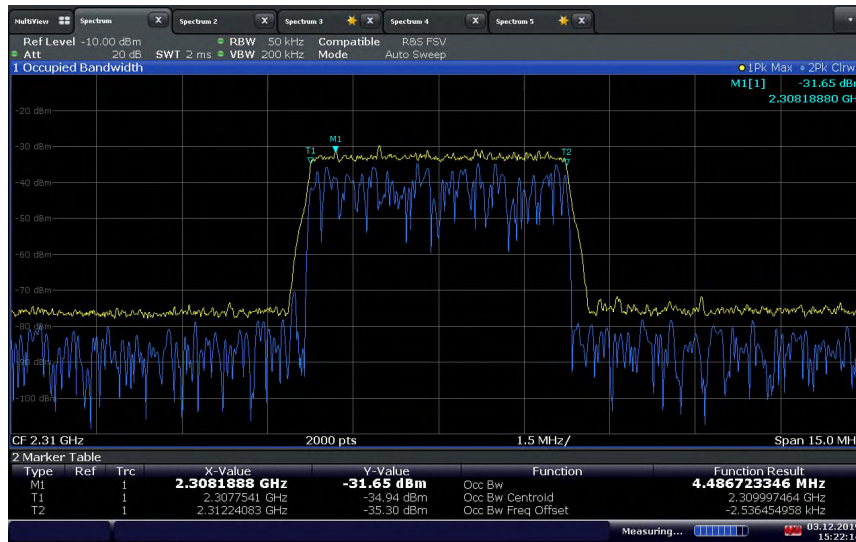 MultiView Spectrum X Spectrum 2 X Spectrum 3 X Spectrum 4 X Spectrum 5 X
Ref Level -10.00 dBm RBW 50 kHz Compatible R&S FSV
Att 20 dB SWT 2 ms VBW 200 kHz Mode Auto Sweep
1 Occupied Bandwidth 1Pk Max 2Pk Clrw
M1[1] -31.65 dBm
2.30818880 GH
-20 dBm
M1
-30 dBm
T1 T2
-40 dBm
-50 dBm
-60 dBm
-70 dBm
-80 dBm
-90 dBm
-100 dBm
CF 2.31 GHz 2000 pts 1.5 MHz/ Span 15.0 MH
2 Marker Table
Type Ref Trc X-Value Y-Value Function Function Result
M1 1 2.3081888 GHz -31.65 dBm Occ Bw 4.486723346 MHz
T1 1 2.3077541 GHz -34.94 dBm Occ Bw Centroid 2.309997464 GHz
T2 1 2.31224083 GHz -35.30 dBm Occ Bw Freq Offset -2.536454958 kHz
Measuring... 03.12.201
15:22:1